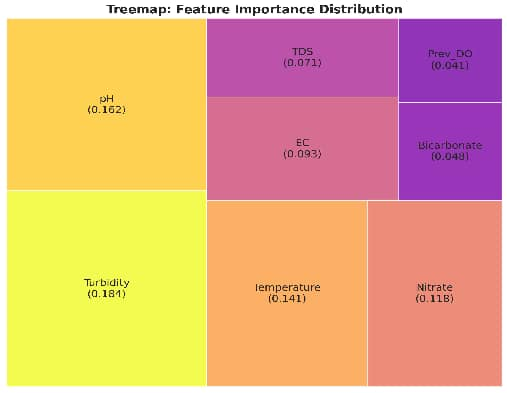 Treemap: Feature Importance Distribution
pH
(0.162)
TDS
(0.071)
Prev_DO
(0.041)
EC
(0.093)
Bicarbonate
(0.048)
Turbidity
(0.184)
Temperature
(0.141)
Nitrate
(0.118)